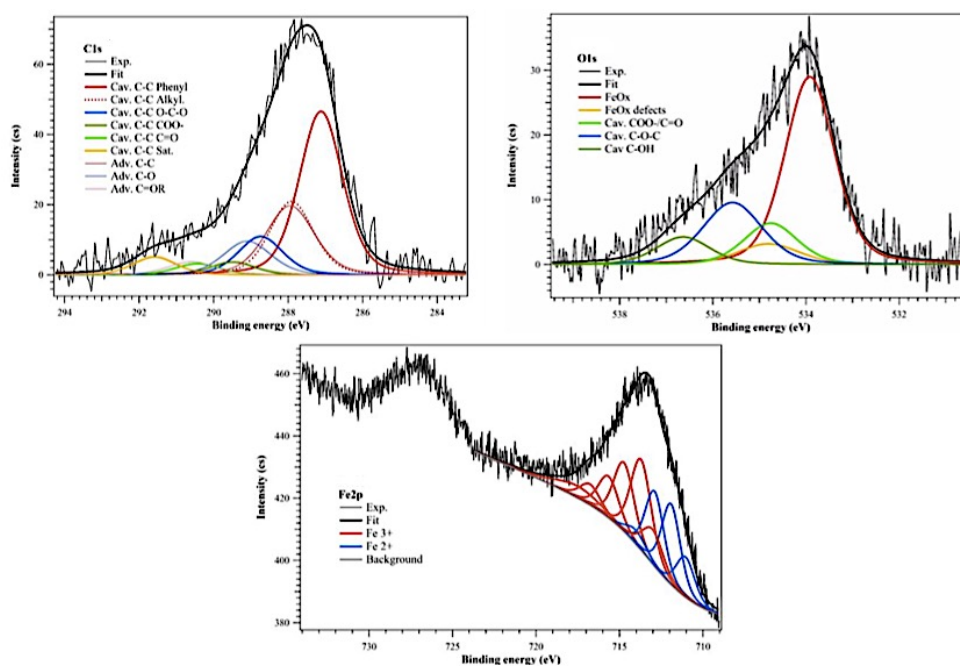 C1s
Exp.
Fit
Cav. C-C Phenyl
Cav. C-C Alkyl.
Cav. C-C O-C-O
Cav. C-C COO-
Cav. C-C C=O
Cav. C-C Sat.
Adv. C-C
Adv. C-O
Adv. C=OR
Intensity (cs)
60
40
20
0
294 292 290 288 286 284
Binding energy (eV)
O1s
Exp.
Fit
FeOx
FeOx defects
Cav. COO-/C=O
Cav. C-O-C
Cav C-OH
Intensity (cs)
30
20
10
0
538 536 534 532
Binding energy (eV)
Fe2p
Exp.
Fit
Fe 3+
Fe 2+
Background
Intensity (cs)
460
440
420
400
380
730 725 720 715 710
Binding energy (eV)